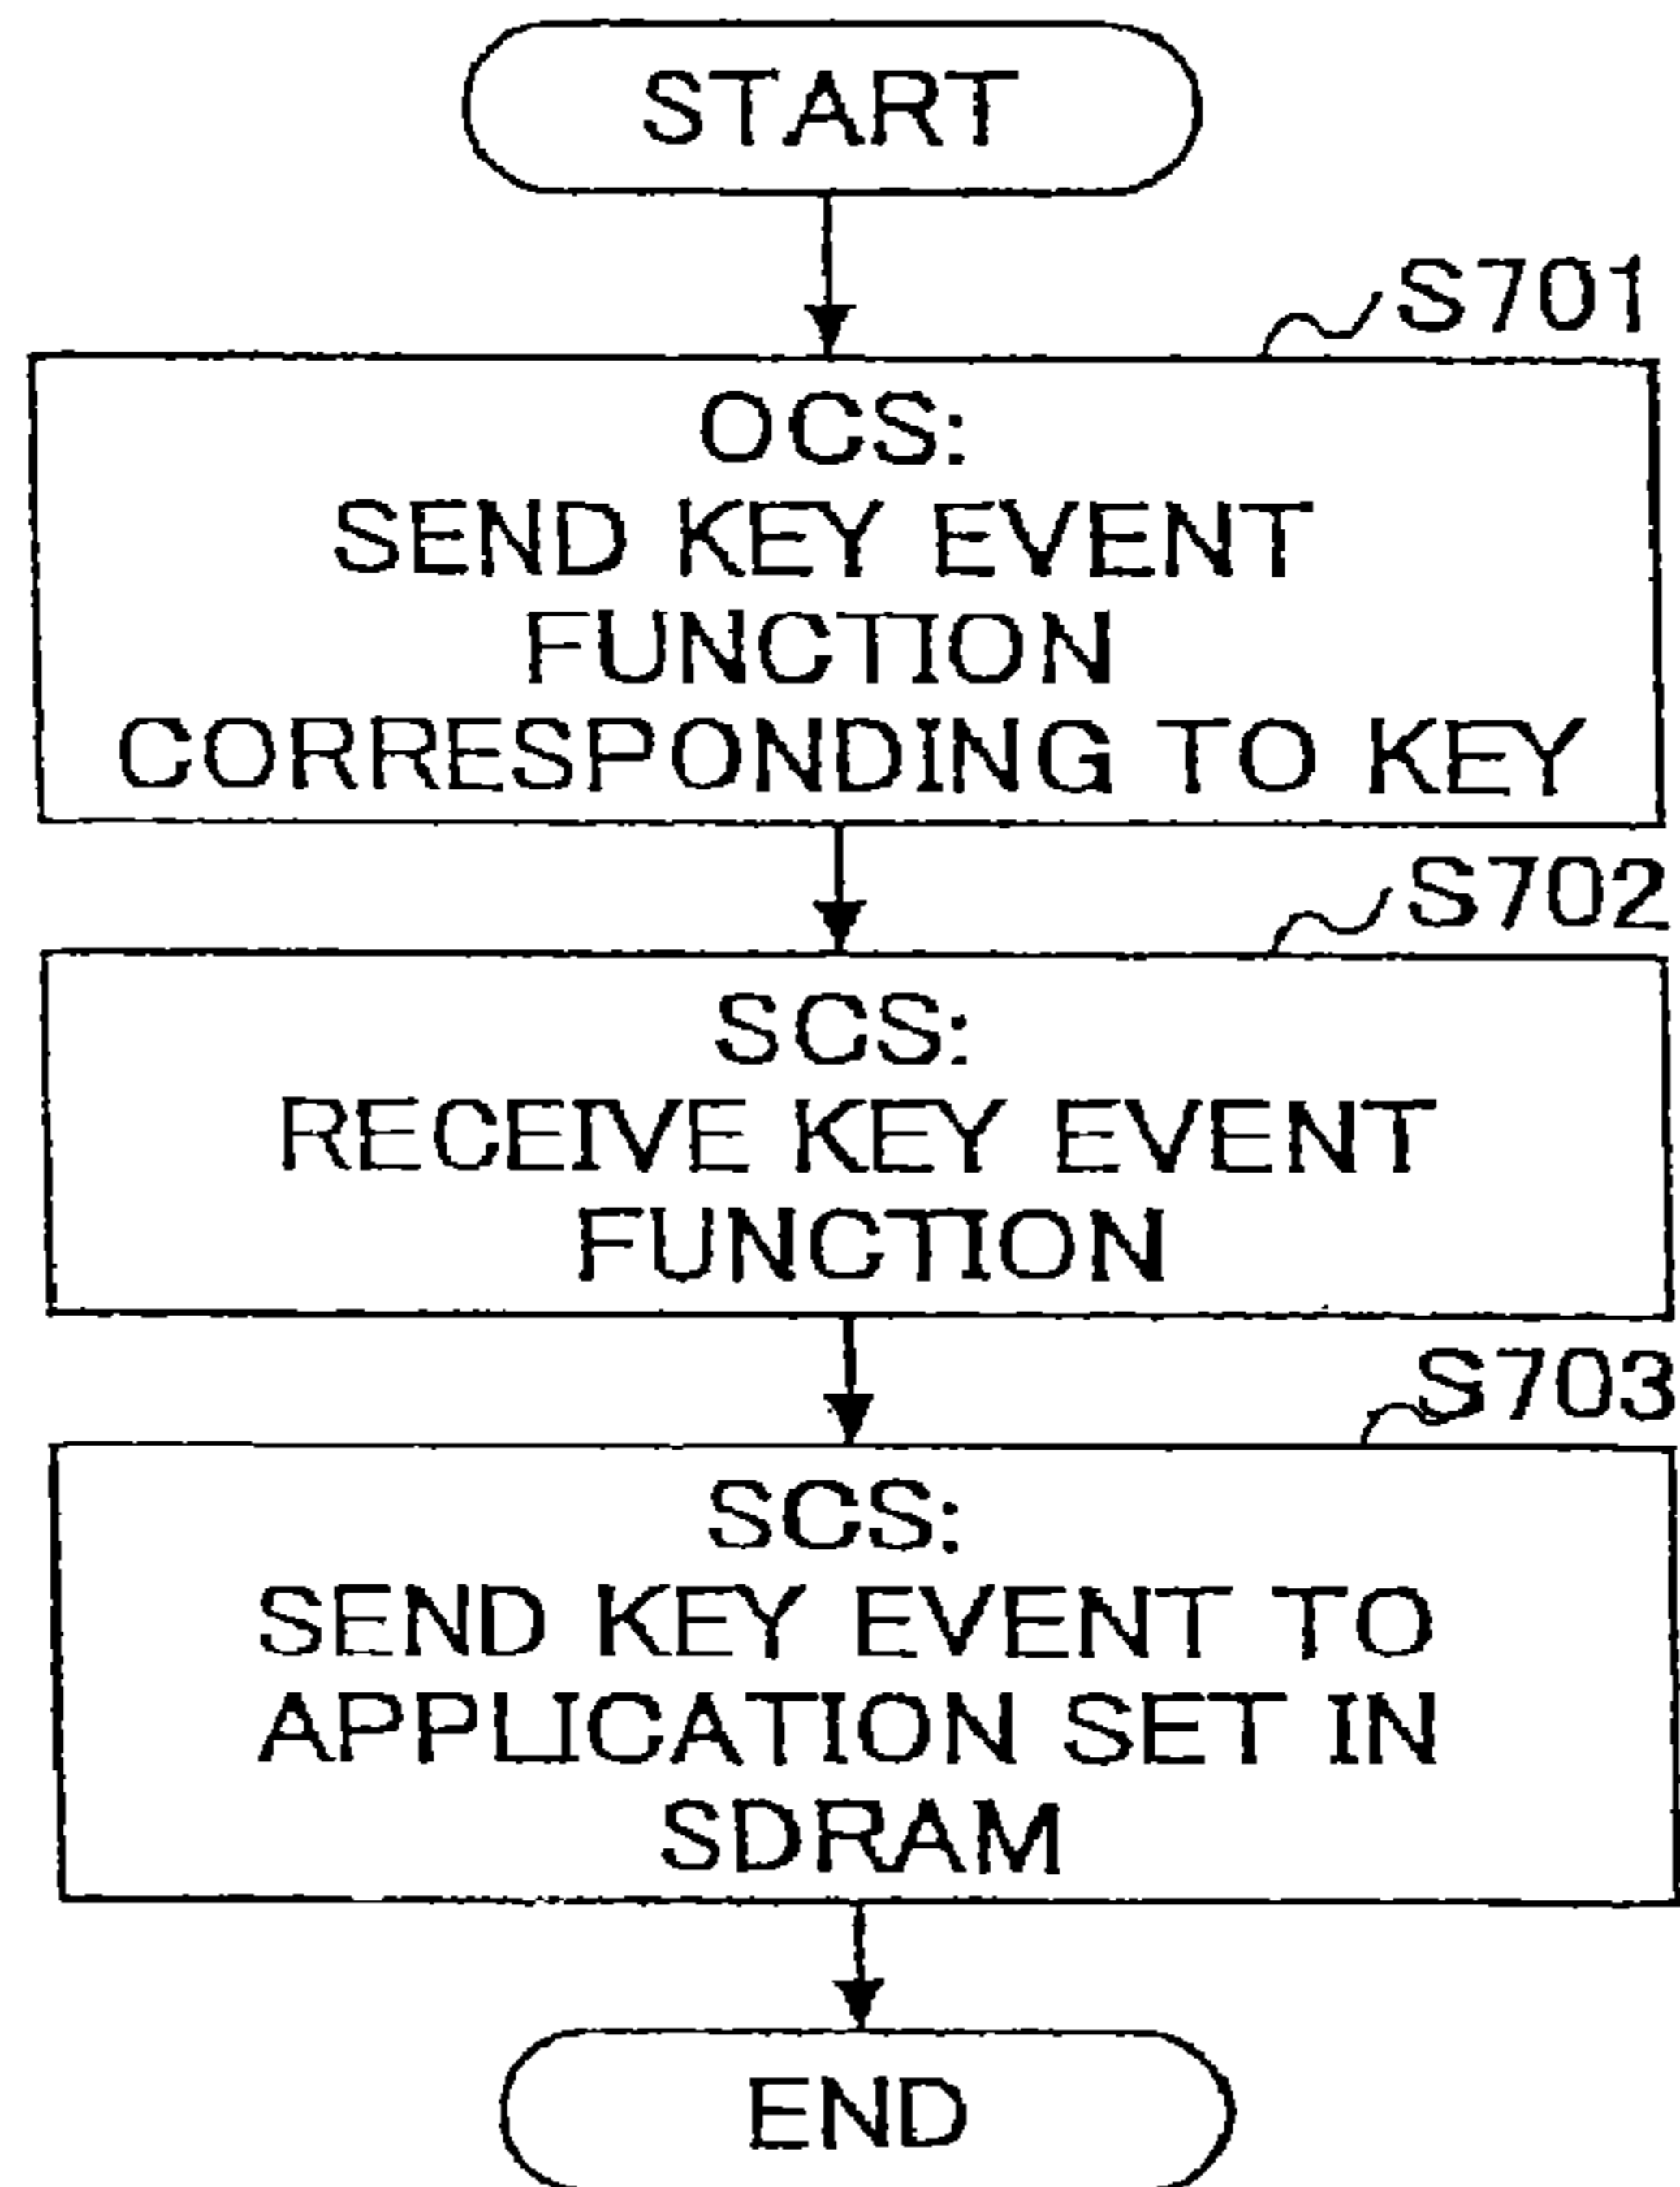 START
S701
OCS:
SEND KEY EVENT
FUNCTION
CORRESPONDING TO KEY
S702
SCS:
RECEIVE KEY EVENT
FUNCTION
S703
SCS:
SEND KEY EVENT TO
APPLICATION SET IN
SDRAM
END